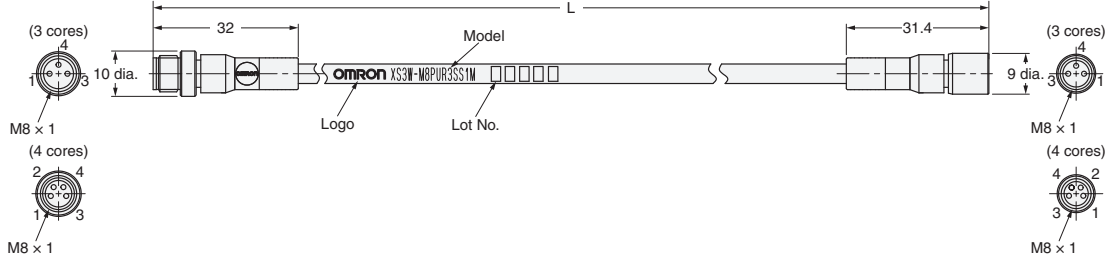 L
32
31.4
(3 cores)
4
1
3
M8 × 1
10 dia.
OMRON
OMRON XS3W-M8PUR3SS1M
Model
Logo
Lot No.
9 dia.
(3 cores)
4
3
1
M8 × 1
(4 cores)
2
4
1
3
M8 × 1
(4 cores)
4
2
3
1
M8 × 1